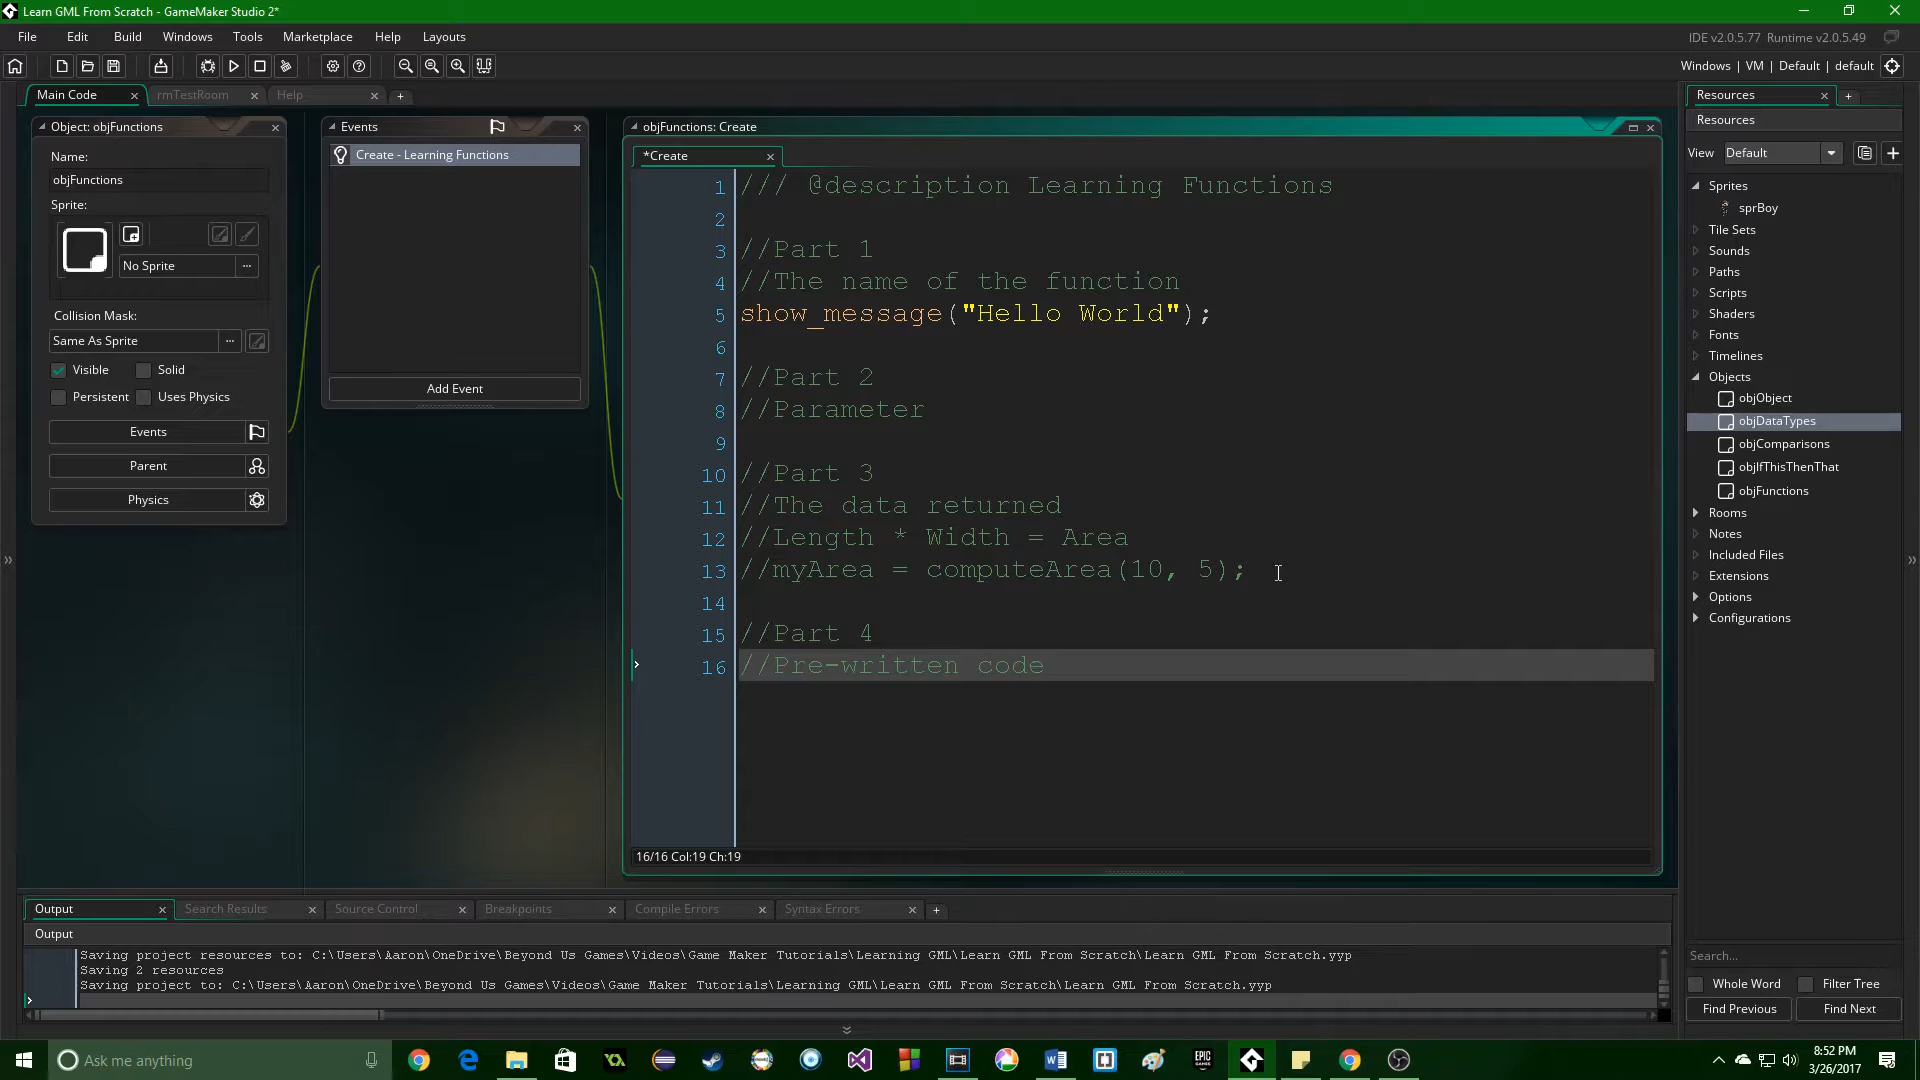 Learn GML From Scratch - GameMaker Studio 2*
File Edit Build Windows Tools Marketplace Help Layouts
IDE v2.0.5.77 Runtime v2.0.5.49
Windows | VM | Default | default
Main Code
rmTestRoom
Help
Object: objFunctions
Name:
objFunctions
Sprite:
No Sprite
Collision Mask:
Same As Sprite
Visible
Solid
Persistent
Uses Physics
Events
Parent
Physics
Events
Create - Learning Functions
Add Event
objFunctions: Create
*Create
1 /// @description Learning Functions
2
3 //Part 1
4 //The name of the function
5 show_message("Hello World");
6
7 //Part 2
8 //Parameter
9
10 //Part 3
11 //The data returned
12 //Length * Width = Area
13 //myArea = computeArea(10, 5);
14
15 //Part 4
16 //Pre-written code
16/16 Col:19 Ch:19
Resources
Resources
View Default
Sprites
sprBoy
Tile Sets
Sounds
Paths
Scripts
Shaders
Fonts
Timelines
Objects
objObject
objDataTypes
objComparisons
objIfThisThenThat
objFunctions
Rooms
Notes
Included Files
Extensions
Options
Configurations
Search...
Whole Word
Filter Tree
Find Previous
Find Next
Output
Search Results
Source Control
Breakpoints
Compile Errors
Syntax Errors
Output
Saving project resources to: C:\Users\Aaron\OneDrive\Beyond Us Games\Videos\Game Maker Tutorials\Learning GML\Learn GML From Scratch\Learn GML From Scratch.yyp
Saving 2 resources
Saving project to: C:\Users\Aaron\OneDrive\Beyond Us Games\Videos\Game Maker Tutorials\Learning GML\Learn GML From Scratch\Learn GML From Scratch.yyp
Ask me anything
EPIC GAMES
8:52 PM
3/26/2017